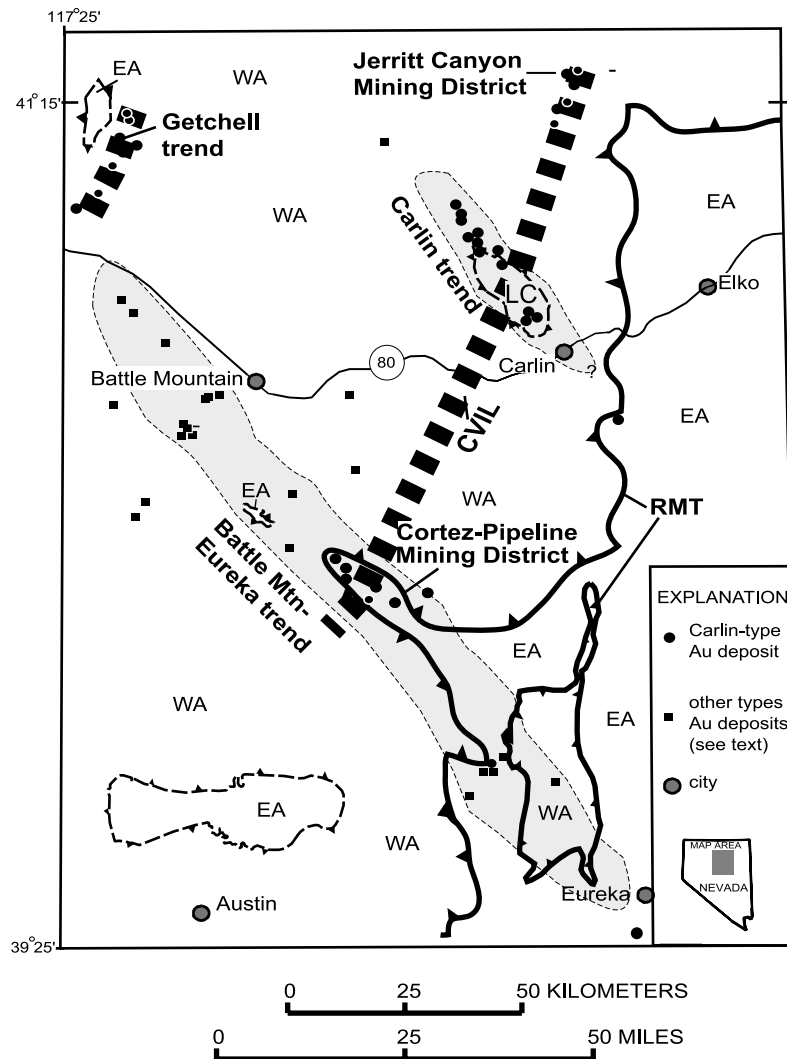 117°25'
EA
WA
Jerritt Canyon
Mining District
41°15'
Getchell
trend
WA
Carlin trend
EA
LC
Elko
80
Battle Mountain
Carlin
?
CVIL
EA
EA
WA
RMT
Battle Mtn-
Eureka trend
Cortez-Pipeline
Mining District
EA
WA
EA
EA
WA
WA
Eureka
Austin
39°25'
EXPLANATION
Carlin-type
Au deposit
other types
Au deposits
(see text)
city
MAP AREA
NEVADA
0 25 50 KILOMETERS
0 25 50 MILES